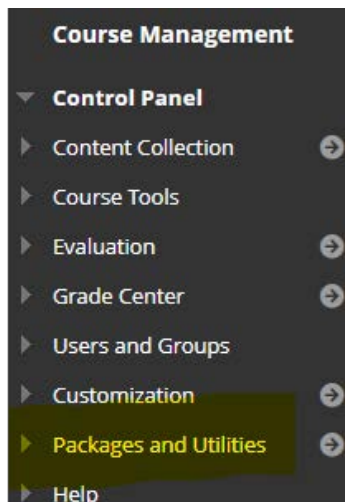 Course Management
Control Panel
Content Collection
Course Tools
Evaluation
Grade Center
Users and Groups
Customization
Packages and Utilities
Help